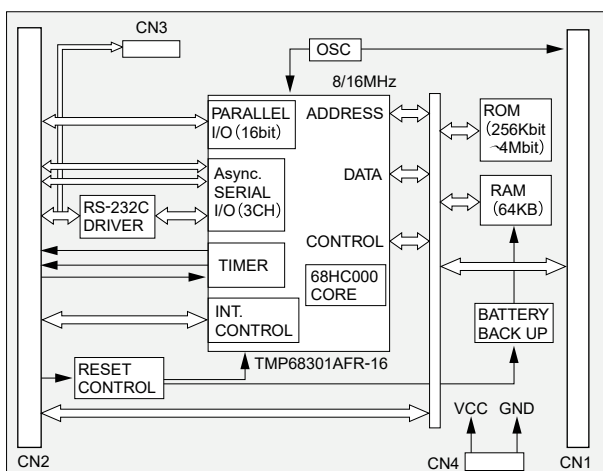 CN3
OSC
8/16MHz
PARALLEL
I/O (16bit)
ADDRESS
ROM
(256Kbit
~4Mbit)
Async.
SERIAL
I/O (3CH)
DATA
RAM
(64KB)
RS-232C
DRIVER
CONTROL
TIMER
68HC000
CORE
INT.
CONTROL
BATTERY
BACK UP
RESET
CONTROL
TMP68301AFR-16
VCC GND
CN2
CN4
CN1